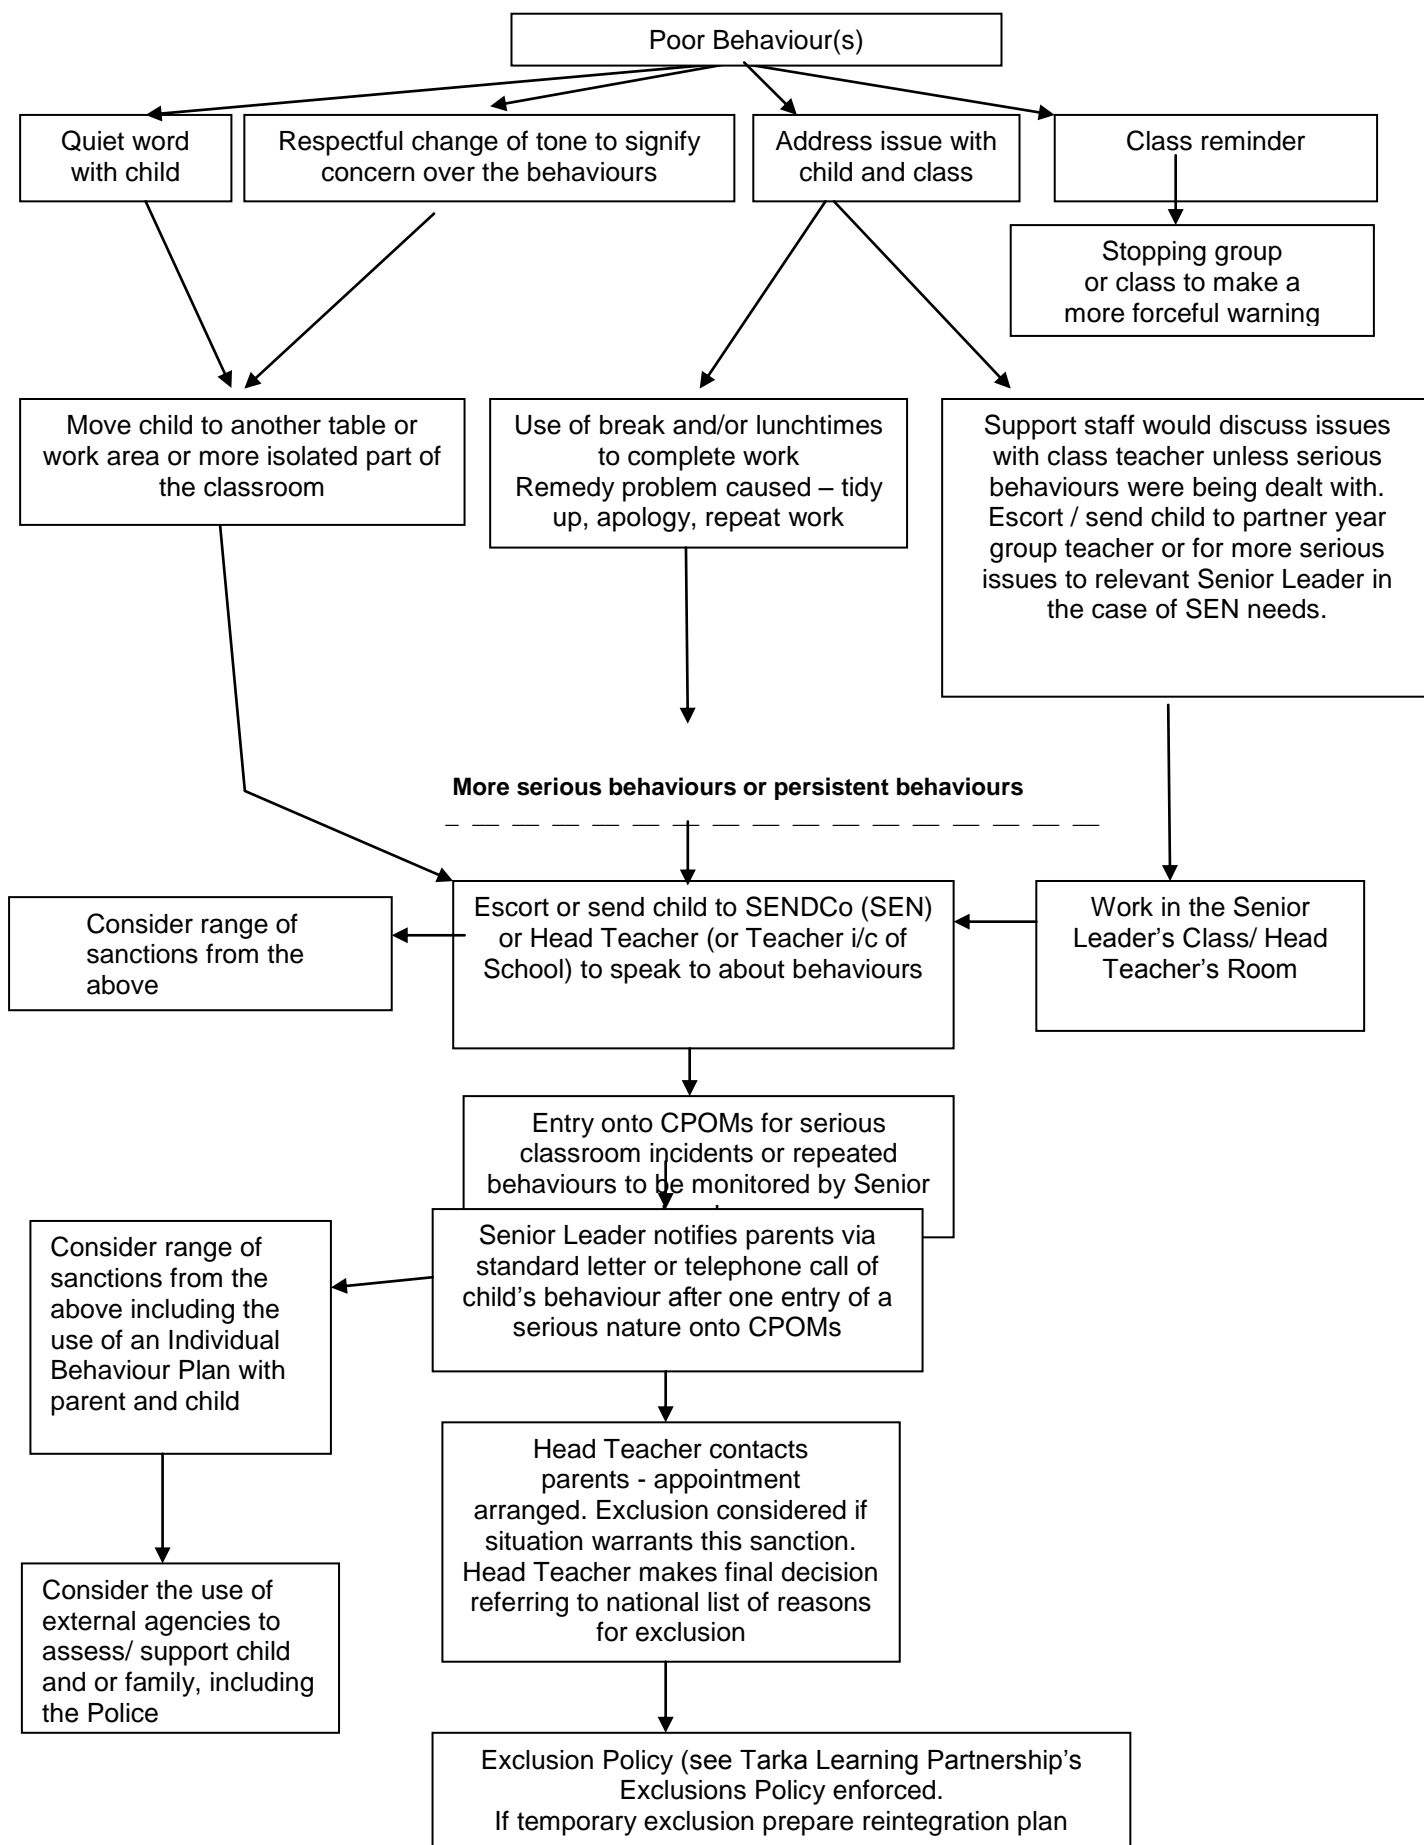 Poor Behaviour(s)
Quiet word
with child
Respectful change of tone to signify
concern over the behaviours
Address issue with
child and class
Class reminder
Stopping group
or class to make a
more forceful warning
Move child to another table or
work area or more isolated part of
the classroom
Use of break and/or lunchtimes
to complete work
Remedy problem caused – tidy
up, apology, repeat work
Support staff would discuss issues
with class teacher unless serious
behaviours were being dealt with.
Escort / send child to partner year
group teacher or for more serious
issues to relevant Senior Leader in
the case of SEN needs.
More serious behaviours or persistent behaviours
Consider range of
sanctions from the
above
Escort or send child to SENDCo (SEN)
or Head Teacher (or Teacher i/c of
School) to speak to about behaviours
Work in the Senior
Leader’s Class/ Head
Teacher’s Room
Entry onto CPOMs for serious
classroom incidents or repeated
behaviours to be monitored by Senior
Senior Leader notifies parents via
standard letter or telephone call of
child’s behaviour after one entry of a
serious nature onto CPOMs
Consider range of
sanctions from the
above including the
use of an Individual
Behaviour Plan with
parent and child
Head Teacher contacts
parents - appointment
arranged. Exclusion considered if
situation warrants this sanction.
Head Teacher makes final decision
referring to national list of reasons
for exclusion
Consider the use of
external agencies to
assess/ support child
and or family, including
the Police
Exclusion Policy (see Tarka Learning Partnership’s
Exclusions Policy enforced.
If temporary exclusion prepare reintegration plan